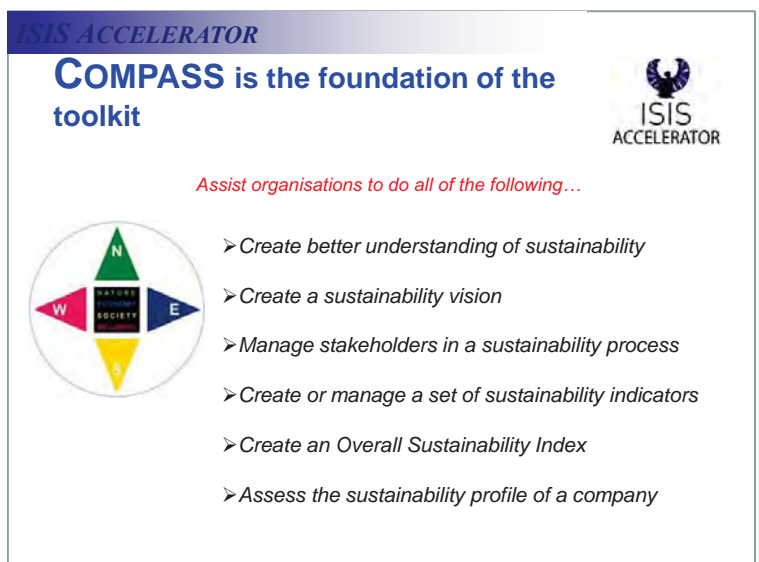 ISIS ACCELERATOR
COMPASS is the foundation of the
toolkit
ISIS
ACCELERATOR
Assist organisations to do all of the following…
N
W
NATURE
ECONOMY
SOCIETY
WELLBEING
E
S
➢Create better understanding of sustainability
➢Create a sustainability vision
➢Manage stakeholders in a sustainability process
➢Create or manage a set of sustainability indicators
➢Create an Overall Sustainability Index
➢Assess the sustainability profile of a company